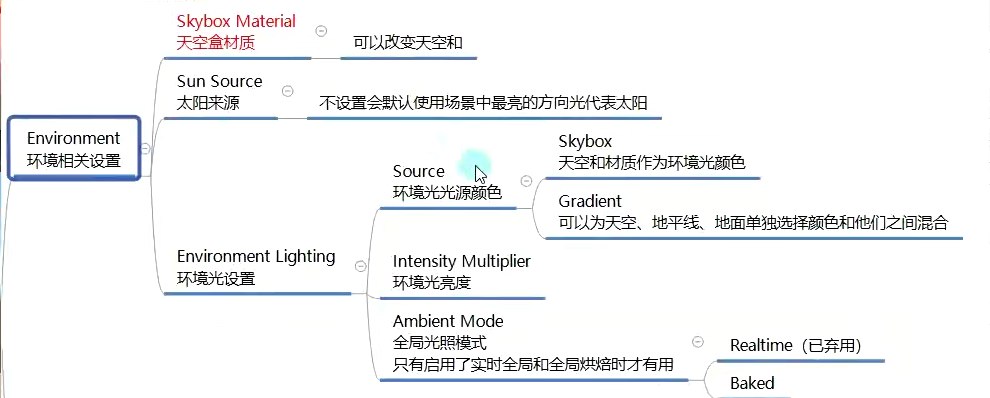 Skybox Material
天空盒材质
可以改变天空和
Sun Source
太阳来源
不设置会默认使用场景中最亮的方向光代表太阳
Environment
环境相关设置
Skybox
天空和材质作为环境光颜色
Source
环境光光源颜色
Gradient
可以为天空、地平线、地面单独选择颜色和他们之间混合
Environment Lighting
环境光设置
Intensity Multiplier
环境光亮度
Ambient Mode
全局光照模式
只有启用了实时全局和全局烘焙时才有用
Realtime（已弃用）
Baked